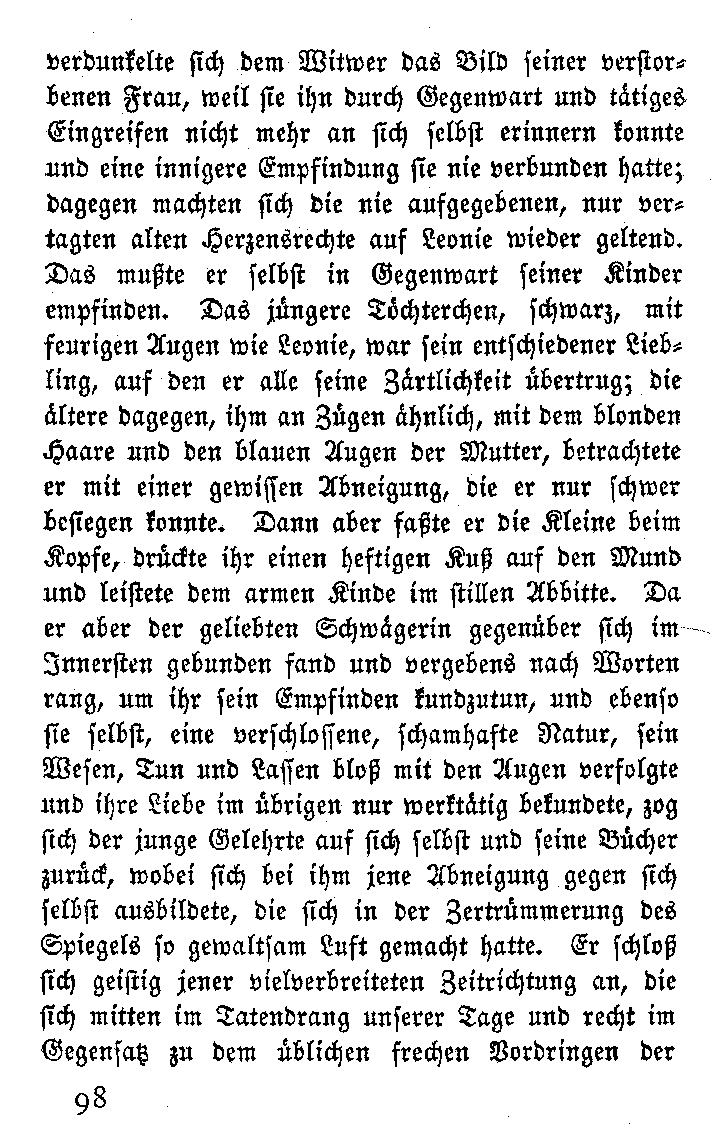 verdunkelte sich dem Witwer das Bild seiner verstor-
benen Frau, weil sie ihn durch Gegenwart und tätiges
Eingreifen nicht mehr an sich selbst erinnern konnte
und eine innigere Empfindung sie nie verbunden hatte;
dagegen machten sich die nie aufgegebenen, nur ver-
tagten alten Herzensrechte auf Leonie wieder geltend.
Das mußte er selbst in Gegenwart seiner Kinder
empfinden. Das jüngere Töchterchen, schwarz, mit
feurigen Augen wie Leonie, war sein entschiedener Lieb-
ling, auf den er alle seine Zärtlichkeit übertrug; die
ältere dagegen, ihm an Zügen ähnlich, mit dem blonden
Haare und den blauen Augen der Mutter, betrachtete
er mit einer gewissen Abneigung, die er nur schwer
besiegen konnte. Dann aber faßte er die Kleine beim
Kopfe, drückte ihr einen heftigen Kuß auf den Mund
und leistete dem armen Kinde im stillen Abbitte. Da
er aber der geliebten Schwägerin gegenüber sich im
Innersten gebunden fand und vergebens nach Worten
rang, um ihr sein Empfinden kundzutun, und ebenso
sie selbst, eine verschlossene, schamhafte Natur, sein
Wesen, Tun und Lassen bloß mit den Augen verfolgte
und ihre Liebe im übrigen nur werktätig bekundete, zog
sich der junge Gelehrte auf sich selbst und seine Bücher
zurück, wobei sich bei ihm jene Abneigung gegen sich
selbst ausbildete, die sich in der Zertrümmerung des
Spiegels so gewaltsam Luft gemacht hatte. Er schloß
sich geistig jener vielverbreiteten Zeitrichtung an, die
sich mitten im Tatendrang unserer Tage und recht im
Gegensatz zu dem üblichen frechen Vordringen der
98